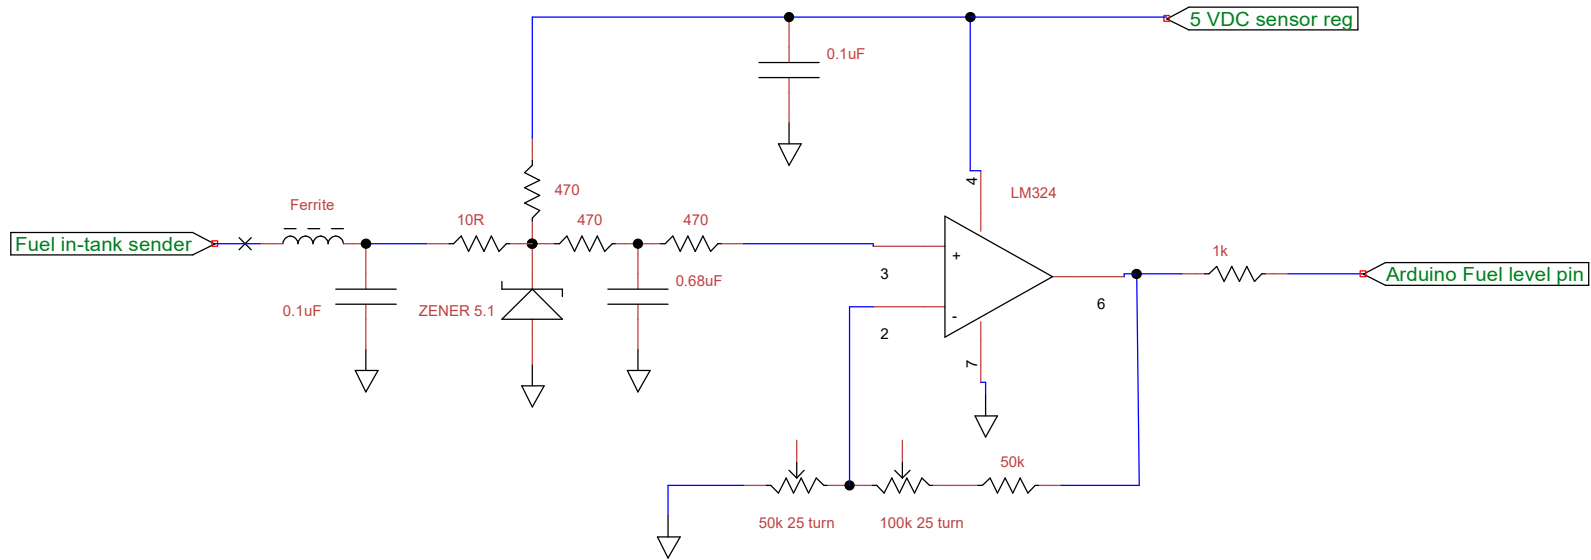 5 VDC sensor reg
0.1uF
4
LM324
470
Ferrite
10R
470
470
1k
Fuel in-tank sender
+
3
Arduino Fuel level pin
0.68uF
0.1uF
ZENER 5.1
6
-
2
7
50k
50k 25 turn
100k 25 turn